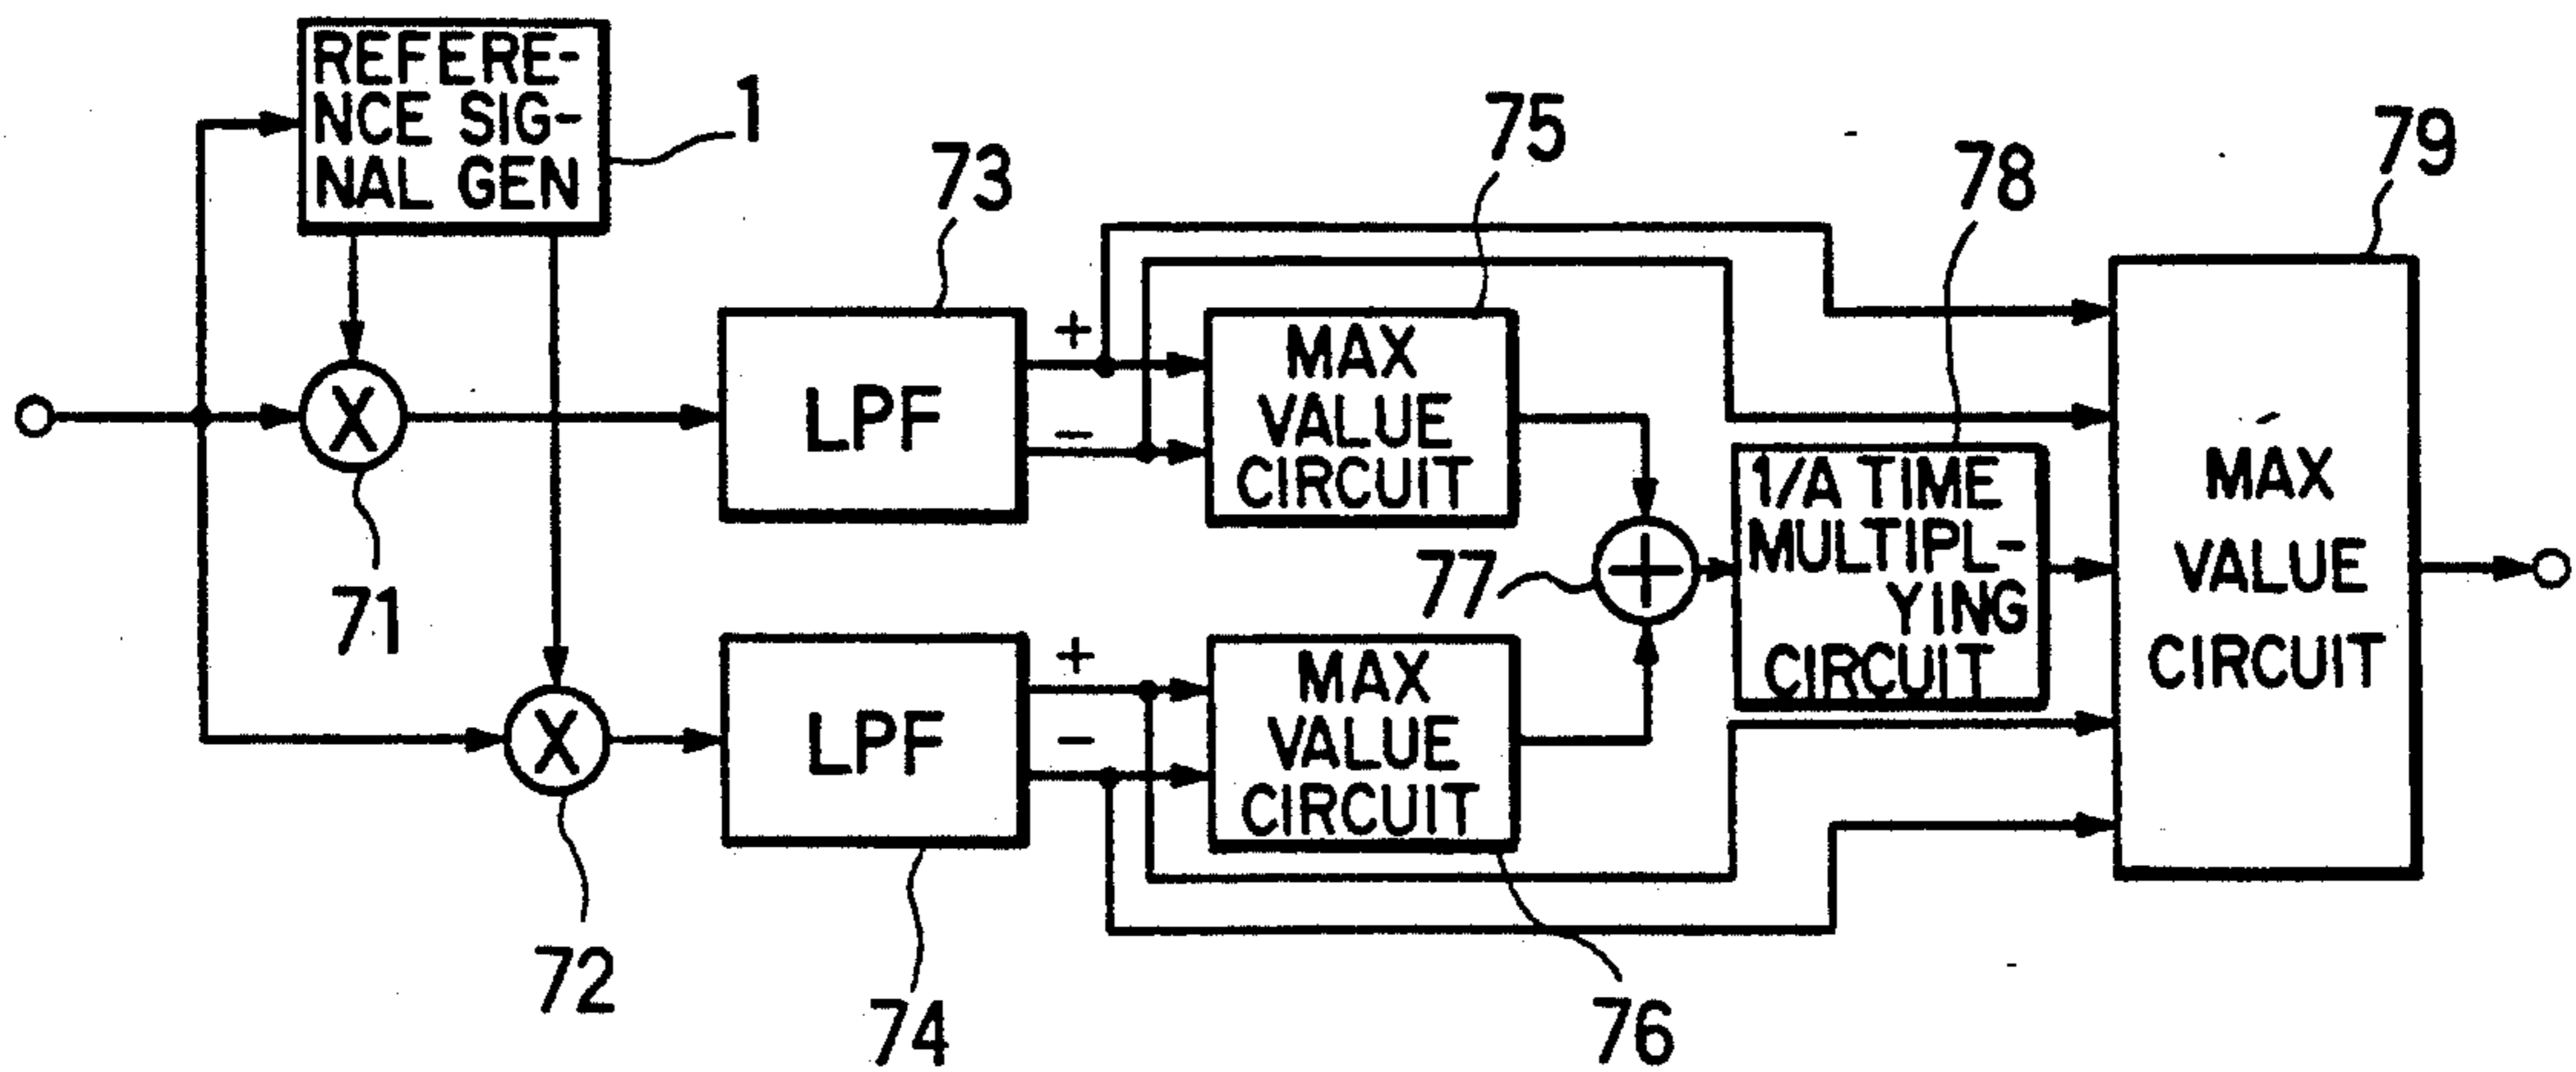 REFERE-
NCE SIG-
NAL GEN
1
73
75
78
79
+
-
MAX
VALUE
CIRCUIT
LPF
X
71
77
+
1/A TIME
MULTIPL-
YING
CIRCUIT
MAX
VALUE
CIRCUIT
+
-
MAX
VALUE
CIRCUIT
LPF
X
72
74
76